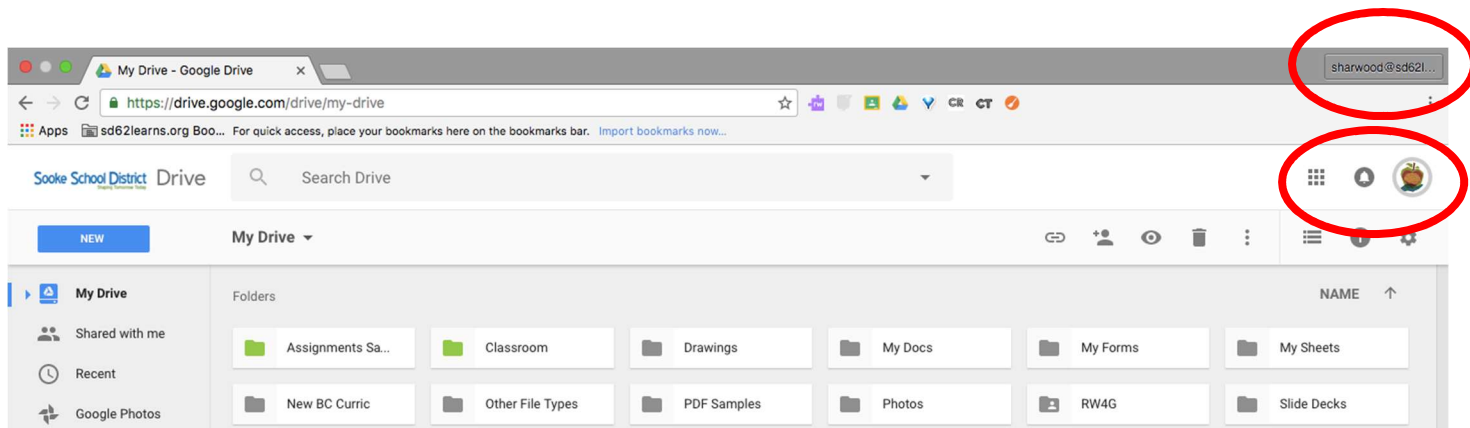 My Drive - Google Drive
sharwood@sd62l...
https://drive.google.com/drive/my-drive
CR CT
Apps sd62learns.org Boo... For quick access, place your bookmarks here on the bookmarks bar. Import bookmarks now...
Sooke School District Drive Search Drive
Shaping Tomorrow Today
NEW My Drive
My Drive Folders NAME
Shared with me
Assignments Sa... Classroom Drawings My Docs My Forms My Sheets
Recent
New BC Curric Other File Types PDF Samples Photos RW4G Slide Decks
Google Photos